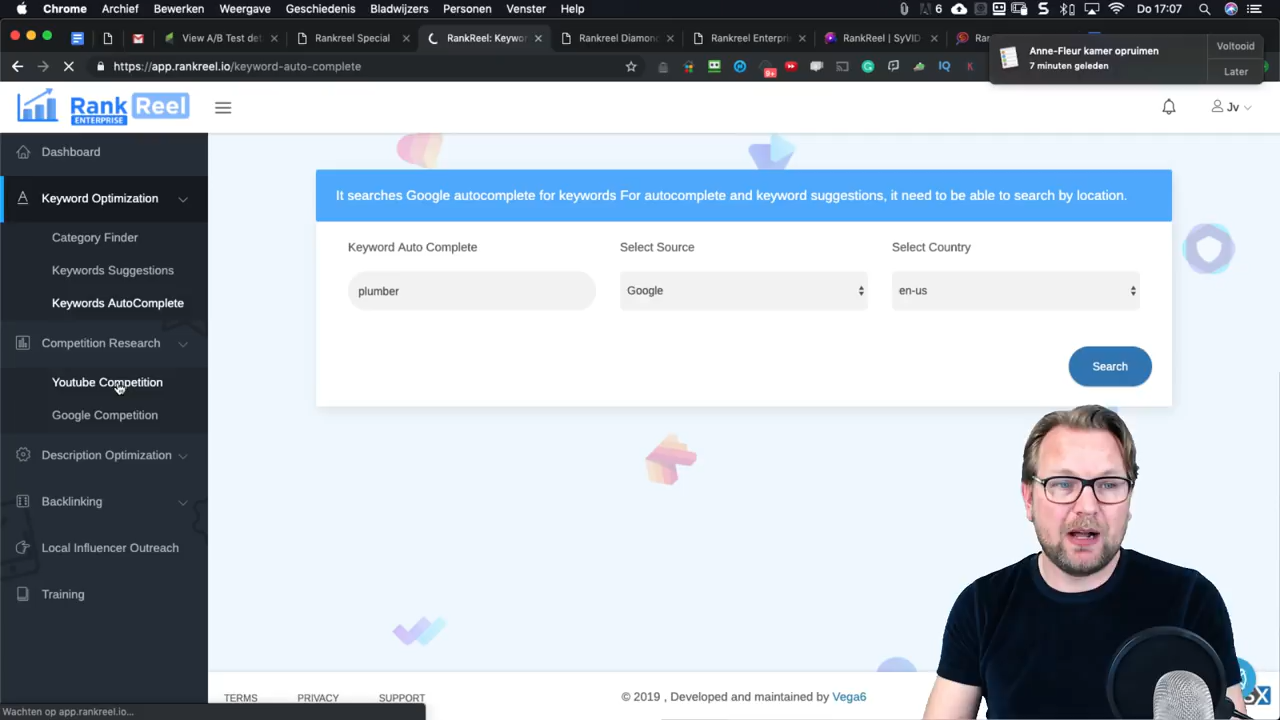 Chrome Archief Bewerken Weergave Geschiedenis Bladwijzers Personen Venster Help 6 Do 17:07
View A/B Test det Rankreel Special RankReel: Keywo Rankreel Diamon Rankreel Enterpr RankReel | SyVID Ran
https://app.rankreel.io/keyword-auto-complete
Anne-Fleur kamer opruimen
7 minuten geleden
Voltooid
Later
RankReel
ENTERPRISE
Jv
Dashboard
Keyword Optimization
Category Finder
Keywords Suggestions
Keywords AutoComplete
Competition Research
Youtube Competition
Google Competition
Description Optimization
Backlinking
Local Influencer Outreach
Training
It searches Google autocomplete for keywords For autocomplete and keyword suggestions, it need to be able to search by location.
Keyword Auto Complete Select Source Select Country
plumber Google en-us
Search
TERMS PRIVACY SUPPORT © 2019 , Developed and maintained by Vega6
Wachten op app.rankreel.io...